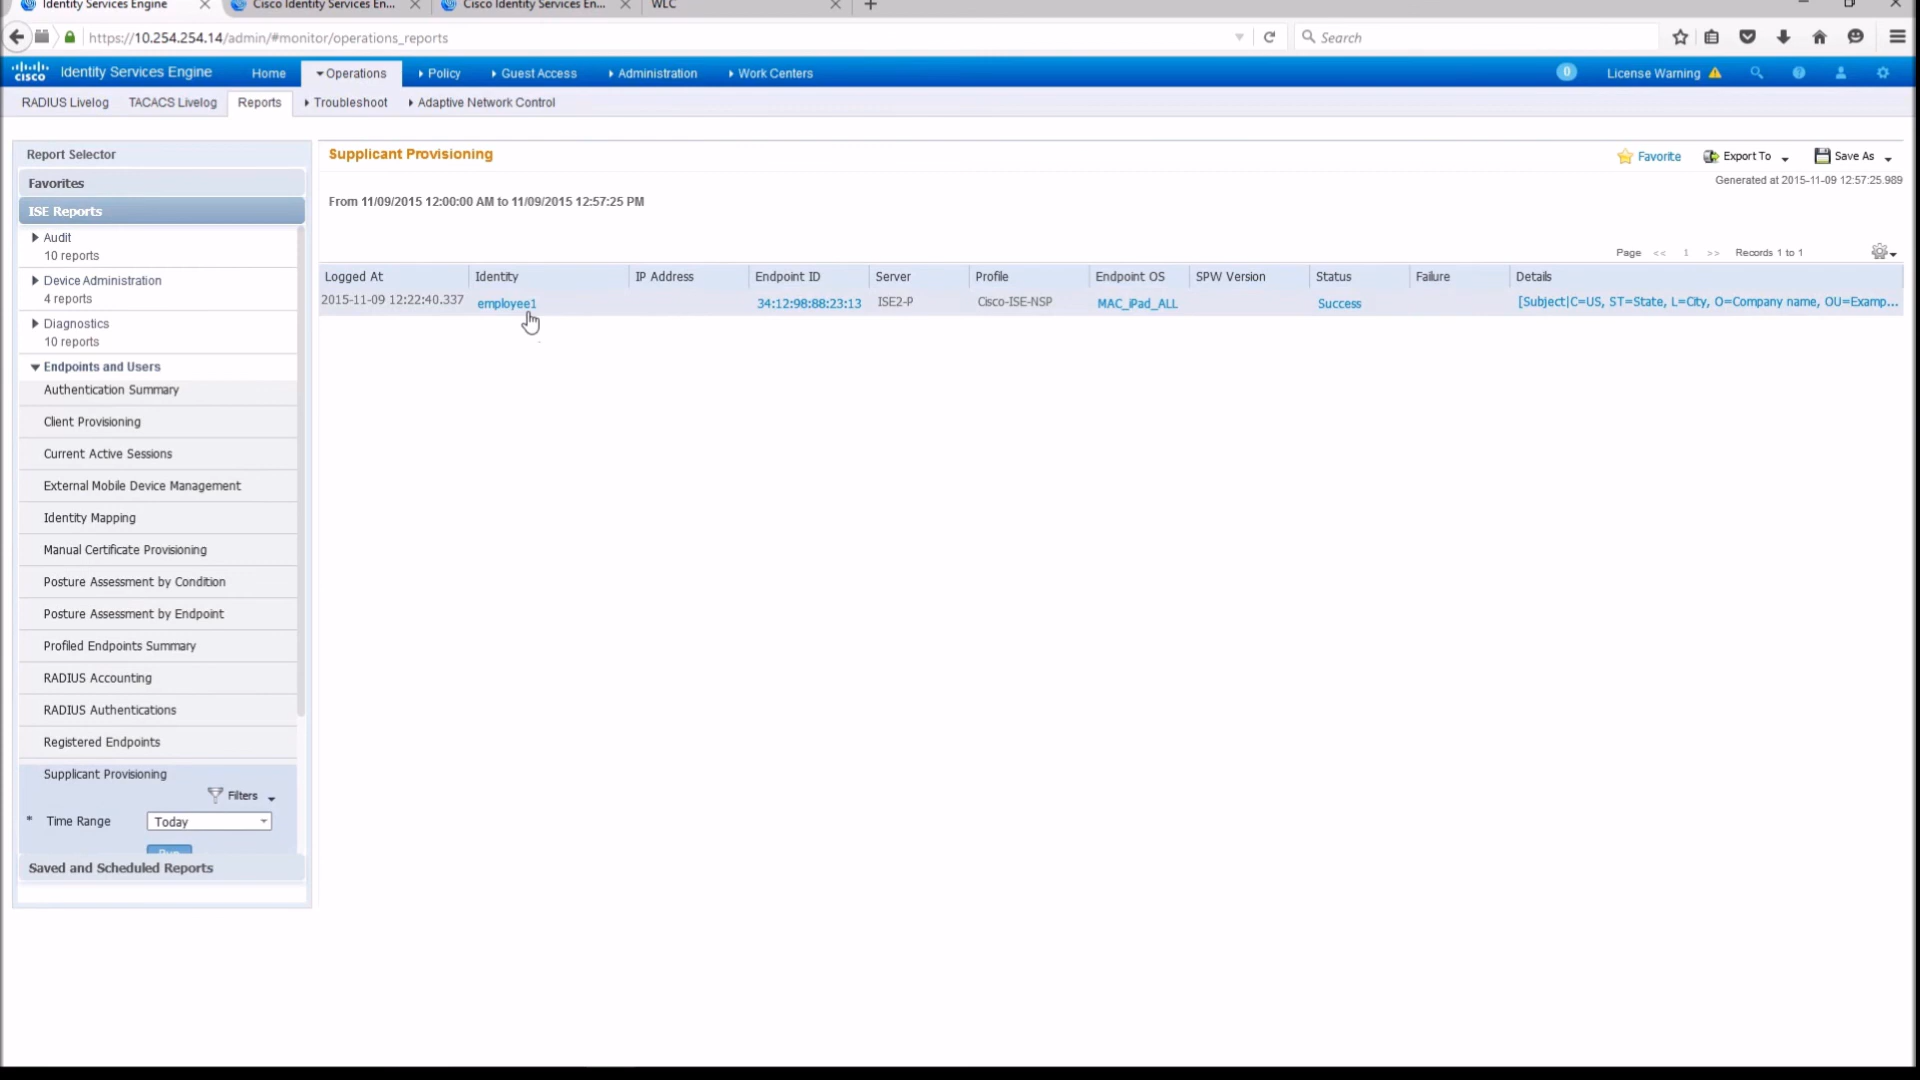 Identity Services Engine
Cisco Identity Services En...
Cisco Identity Services En...
WLC
https://10.254.254.14/admin/#monitor/operations_reports
Search
CISCO Identity Services Engine
Home
Operations
Policy
Guest Access
Administration
Work Centers
0
License Warning
RADIUS Livelog
TACACS Livelog
Reports
Troubleshoot
Adaptive Network Control
Report Selector
Favorites
ISE Reports
Audit
10 reports
Device Administration
4 reports
Diagnostics
10 reports
Endpoints and Users
Authentication Summary
Client Provisioning
Current Active Sessions
External Mobile Device Management
Identity Mapping
Manual Certificate Provisioning
Posture Assessment by Condition
Posture Assessment by Endpoint
Profiled Endpoints Summary
RADIUS Accounting
RADIUS Authentications
Registered Endpoints
Supplicant Provisioning
Filters
* Time Range Today
Run
Saved and Scheduled Reports
Supplicant Provisioning
Favorite
Export To
Save As
Generated at 2015-11-09 12:57:25.989
From 11/09/2015 12:00:00 AM to 11/09/2015 12:57:25 PM
Page << 1 >> Records 1 to 1
Logged At Identity IP Address Endpoint ID Server Profile Endpoint OS SPW Version Status Failure Details
2015-11-09 12:22:40.337 employee1 34:12:98:88:23:13 ISE2-P Cisco-ISE-NSP MAC_iPad_ALL Success [Subject|C=US, ST=State, L=City, O=Company name, OU=Examp...